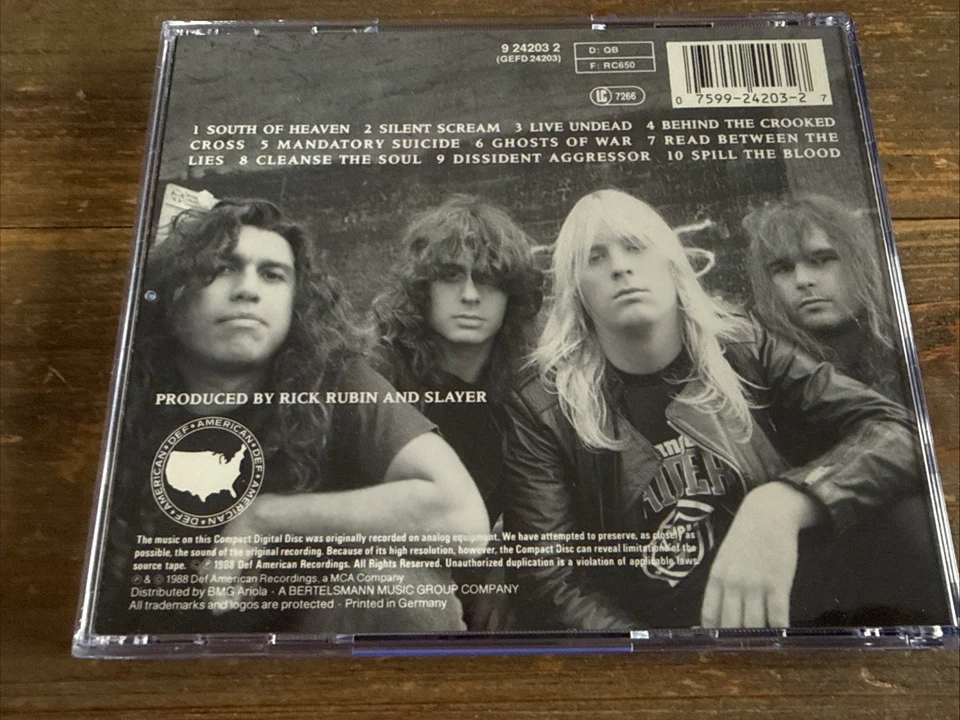 9 24203 2
(GEFD 24203)
D: QB
F: RC650
LC 7266
0 7599-24203-2 7
1 SOUTH OF HEAVEN 2 SILENT SCREAM 3 LIVE UNDEAD 4 BEHIND THE CROOKED
CROSS 5 MANDATORY SUICIDE 6 GHOSTS OF WAR 7 READ BETWEEN THE
LIES 8 CLEANSE THE SOUL 9 DISSIDENT AGGRESSOR 10 SPILL THE BLOOD
PRODUCED BY RICK RUBIN AND SLAYER
DEF • AMERICAN • DEF • AMERICAN • DEF • AMERICAN •
The music on this Compact Digital Disc was originally recorded on analog equipment. We have attempted to preserve, as closely as
possible, the sound of the original recording. Because of its high resolution, however, the Compact Disc can reveal limitations of the
source tape. © ℗ 1988 Def American Recordings. All Rights Reserved. Unauthorized duplication is a violation of applicable laws.
℗ & © 1988 Def American Recordings, a MCA Company
Distributed by BMG Ariola · A BERTELSMANN MUSIC GROUP COMPANY
All trademarks and logos are protected · Printed in Germany